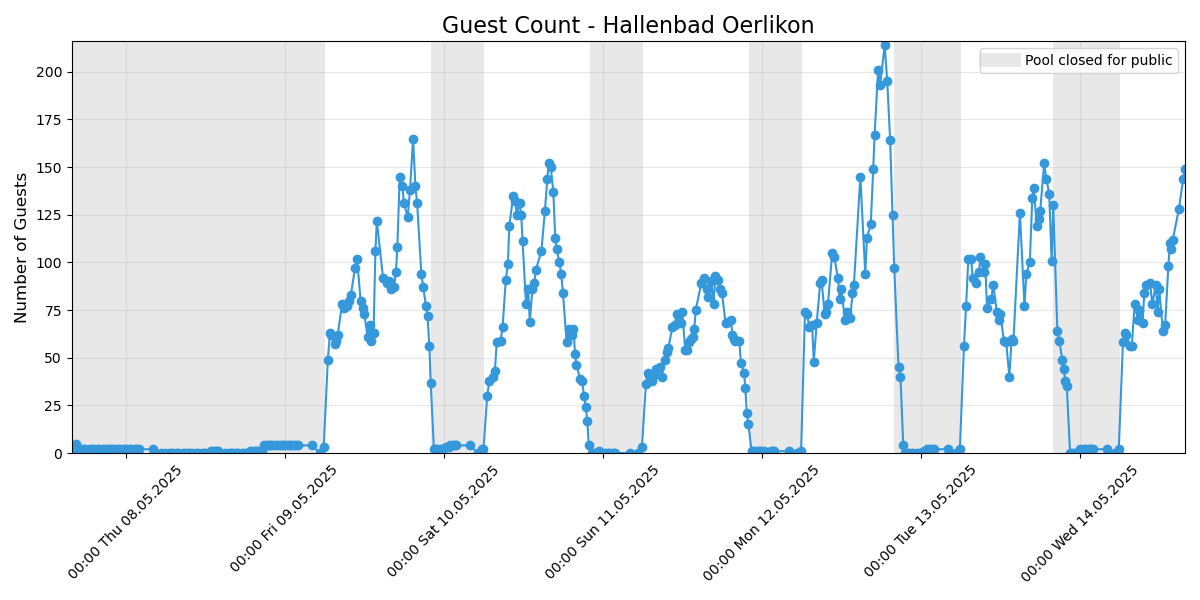 Guest Count - Hallenbad Oerlikon
Pool closed for public
Number of Guests
200
175
150
125
100
75
50
25
0
00:00 Thu 08.05.2025
00:00 Fri 09.05.2025
00:00 Sat 10.05.2025
00:00 Sun 11.05.2025
00:00 Mon 12.05.2025
00:00 Tue 13.05.2025
00:00 Wed 14.05.2025